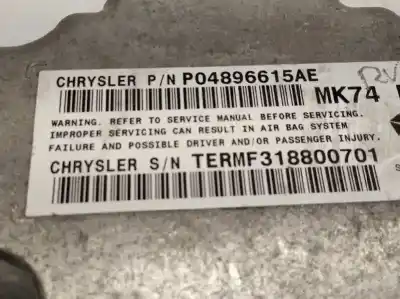 CHRYSLER P/N P04896615AE
MK74
WARNING. REFER TO SERVICE MANUAL BEFORE SERVICING.
IMPROPER SERVICING CAN RESULT IN AIR BAG SYSTEM
FAILURE AND POSSIBLE DRIVER AND/OR PASSENGER INJURY.
CHRYSLER S/N TERMF318800701